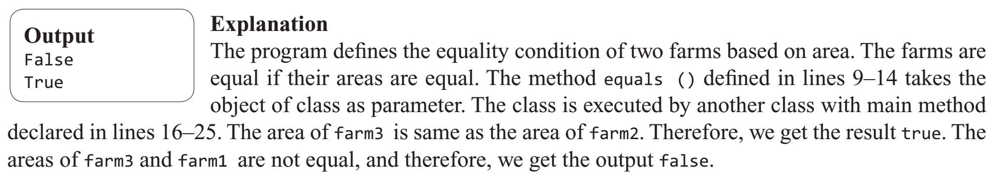 Output
False
True
Explanation
The program defines the equality condition of two farms based on area. The farms are
equal if their areas are equal. The method equals () defined in lines 9–14 takes the
object of class as parameter. The class is executed by another class with main method
declared in lines 16–25. The area of farm3 is same as the area of farm2. Therefore, we get the result true. The
areas of farm3 and farm1 are not equal, and therefore, we get the output false.